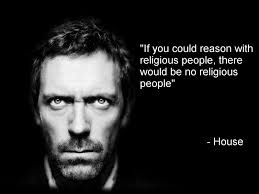 "If you could reason with
religious people, there
would be no religious
people"
- House